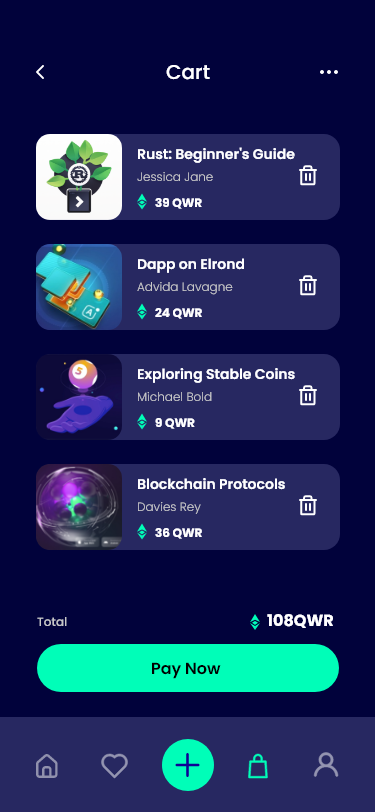 Cart
Rust: Beginner's Guide
Jessica Jane
39 QWR
Dapp on Elrond
Advida Lavagne
24 QWR
A
Exploring Stable Coins
5
Michael Bold
9 QWR
Blockchain Protocols
Davies Rey
36 QWR
Total
108QWR
Pay Now